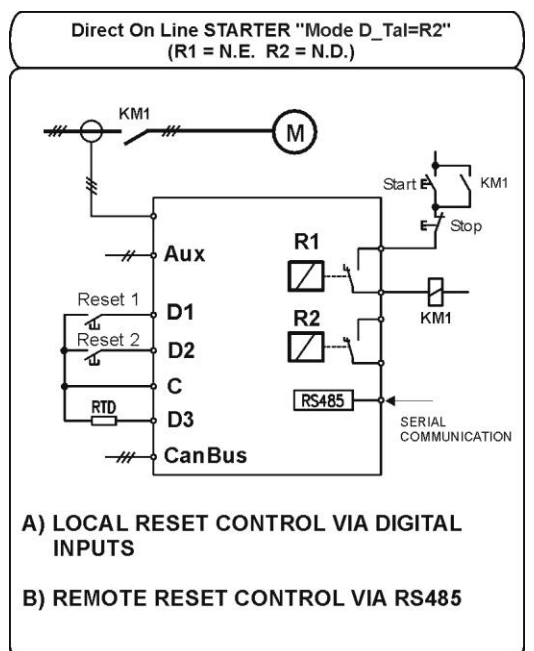 Direct On Line STARTER "Mode D_Tal=R2"
(R1 = N.E. R2 = N.D.)
KM1
M
Start
KM1
Stop
Aux
R1
Reset 1
D1
KM1
Reset 2
D2
R2
C
RTD
D3
RS485
SERIAL
COMMUNICATION
CanBus
A) LOCAL RESET CONTROL VIA DIGITAL
INPUTS
B) REMOTE RESET CONTROL VIA RS485